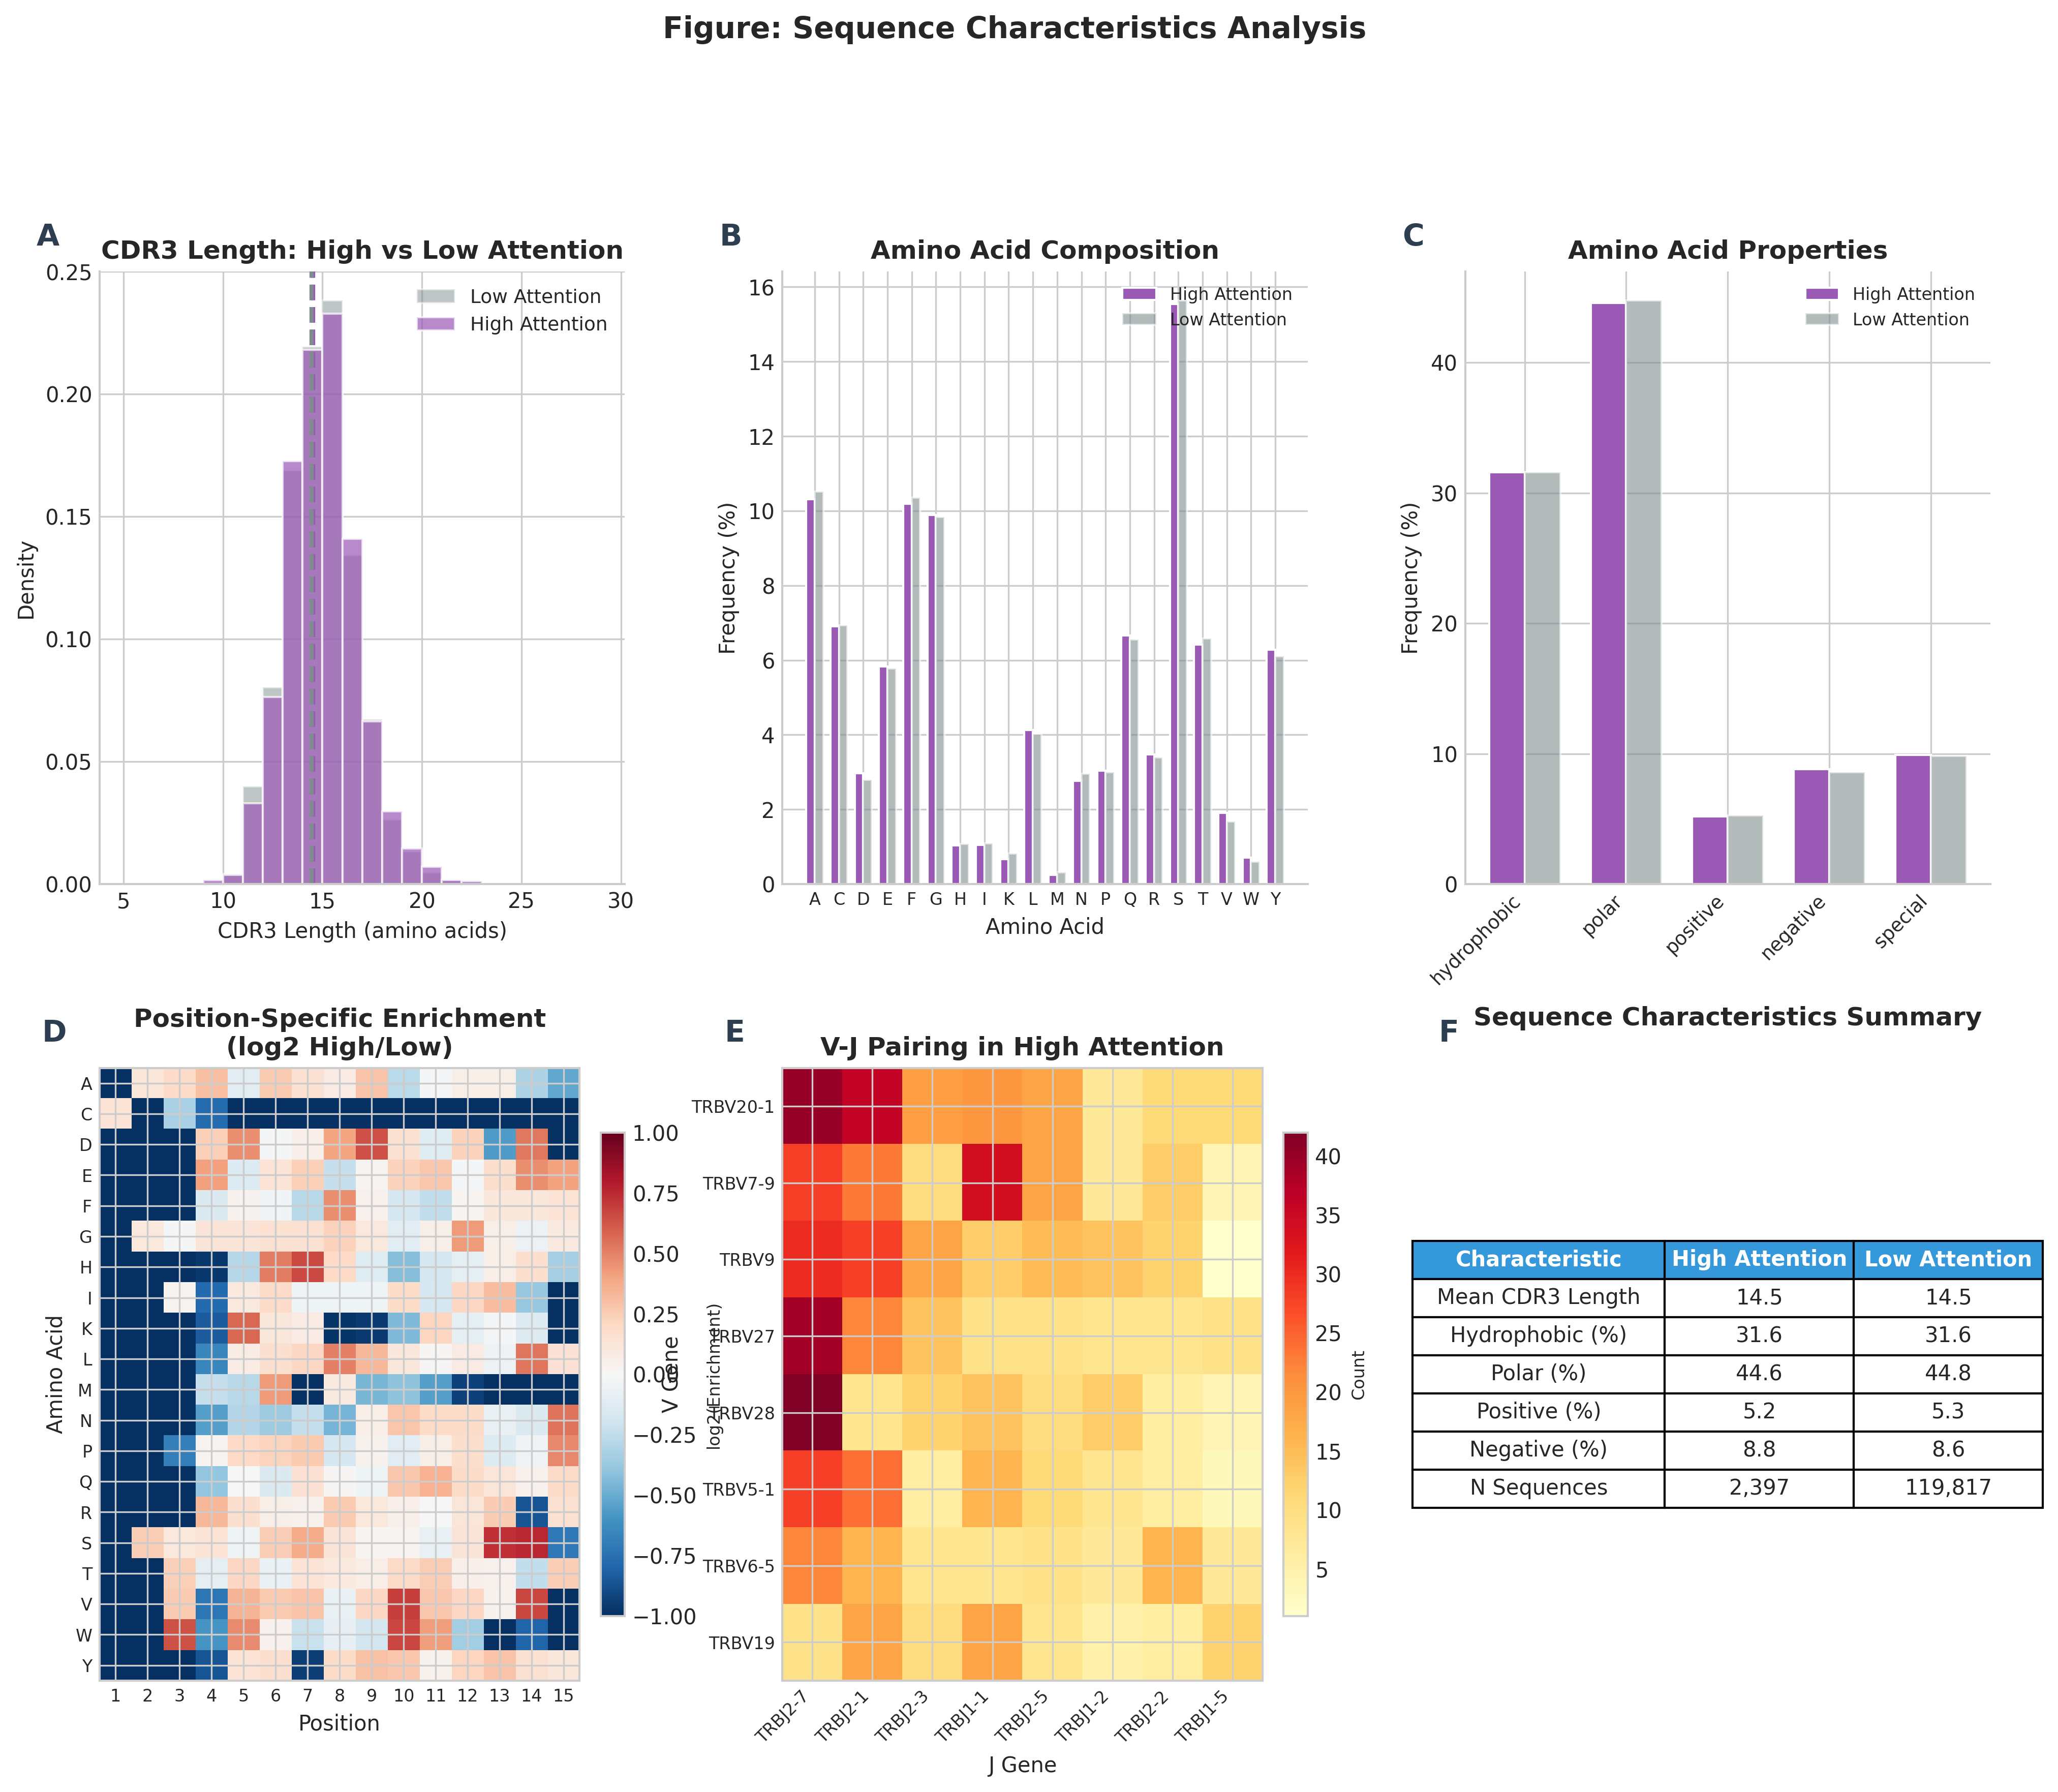 Figure: Sequence Characteristics Analysis
A
CDR3 Length: High vs Low Attention
0.25
0.20
0.15
0.10
0.05
0.00
Density
Low Attention
High Attention
5 10 15 20 25 30
CDR3 Length (amino acids)
B
Amino Acid Composition
16
14
12
10
8
6
4
2
0
Frequency (%)
High Attention
Low Attention
A C D E F G H I K L M N P Q R S T V W Y
Amino Acid
C
Amino Acid Properties
40
30
20
10
0
Frequency (%)
High Attention
Low Attention
hydrophobic
polar
positive
negative
special
D
Position-Specific Enrichment
(log2 High/Low)
A
C
D
E
F
G
H
I
K
L
M
N
P
Q
R
S
T
V
W
Y
Amino Acid
1 2 3 4 5 6 7 8 9 10 11 12 13 14 15
Position
1.00
0.75
0.50
0.25
0.00
−0.25
−0.50
−0.75
−1.00
log2(Enrichment)
E
V-J Pairing in High Attention
V Gene
TRBV20-1
TRBV7-9
TRBV9
TRBV27
TRBV28
TRBV5-1
TRBV6-5
TRBV19
TRBJ2-7
TRBJ2-1
TRBJ2-3
TRBJ1-1
TRBJ2-5
TRBJ1-2
TRBJ2-2
TRBJ1-5
J Gene
40
35
30
25
20
15
10
5
Count
F
Sequence Characteristics Summary
Characteristic High Attention Low Attention
Mean CDR3 Length 14.5 14.5
Hydrophobic (%) 31.6 31.6
Polar (%) 44.6 44.8
Positive (%) 5.2 5.3
Negative (%) 8.8 8.6
N Sequences 2,397 119,817